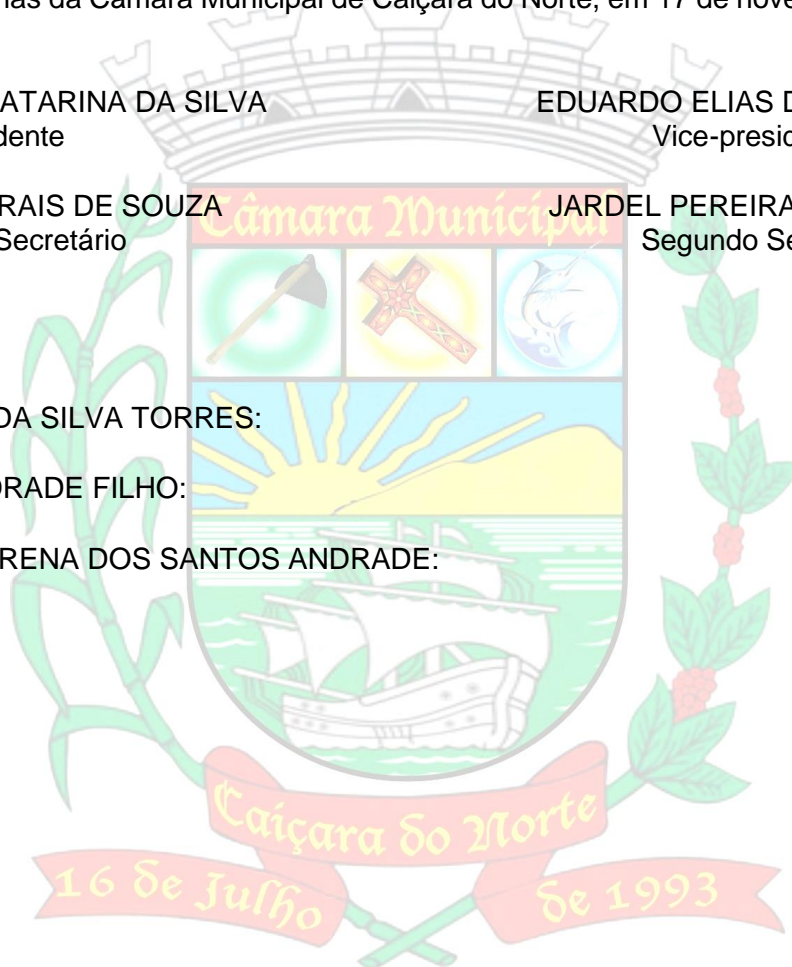 nas da Câmara Municipal de Caiçara do Norte, em 17 de nove
ATARINA DA SILVA EDUARDO ELIAS D
dente Vice-presid
RAIS DE SOUZA JARDEL PEREIRA
Secretário Segundo Se
Câmara Municipal
DA SILVA TORRES:
DRADE FILHO:
RENA DOS SANTOS ANDRADE:
Caiçara do Norte
16 de Julho de 1993